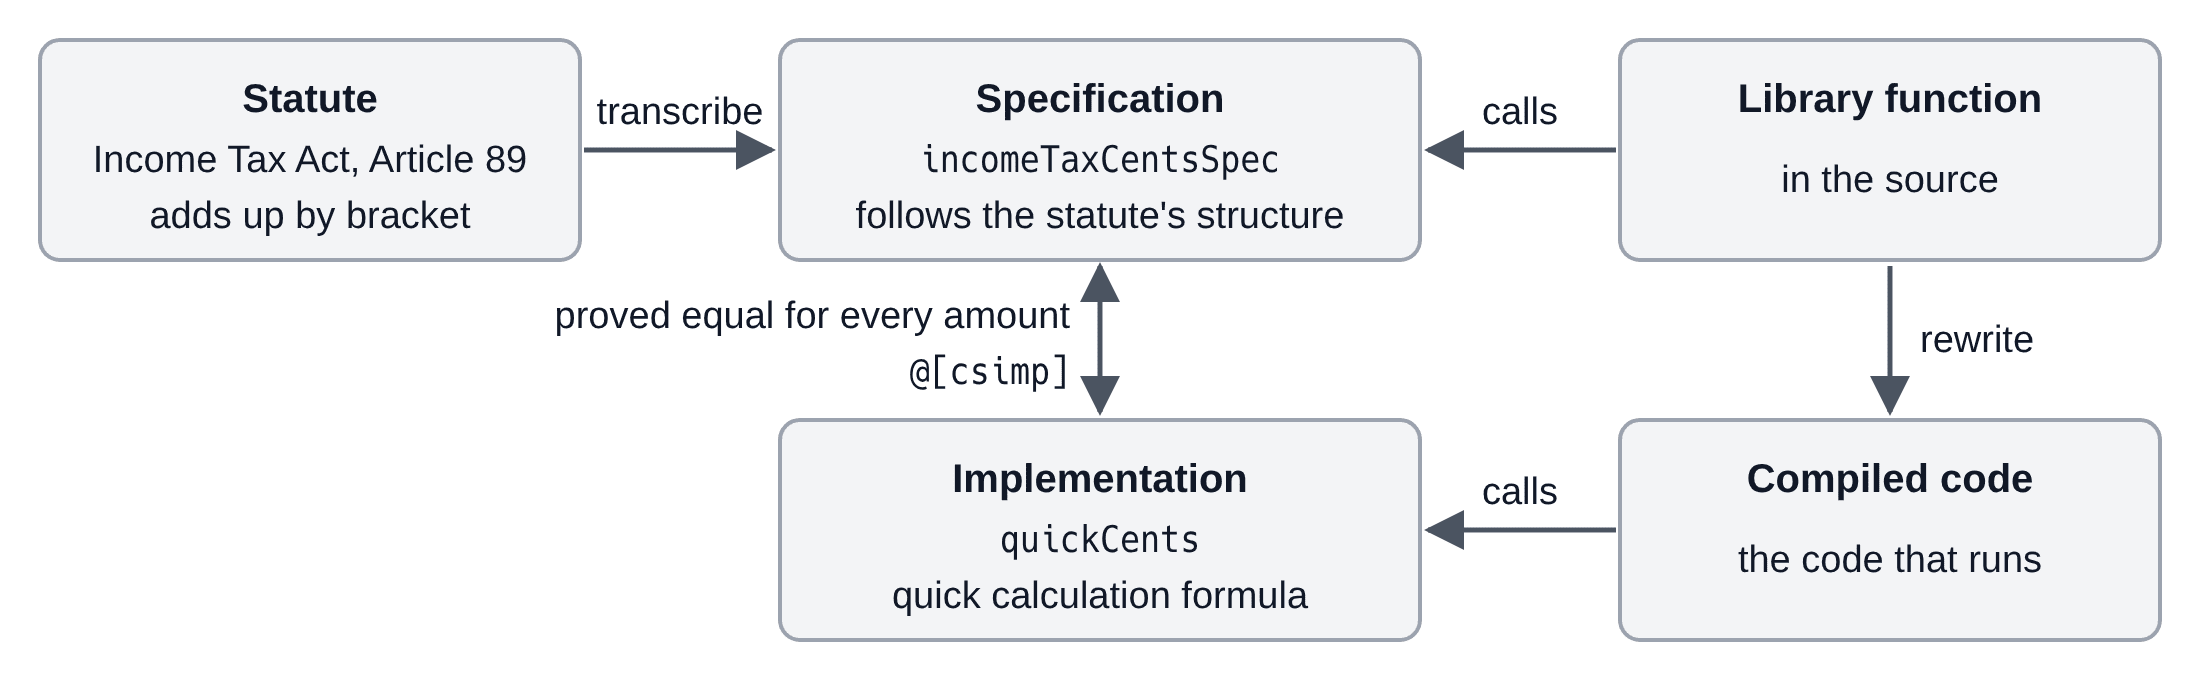 Statute
Income Tax Act, Article 89
adds up by bracket
transcribe
Specification
incomeTaxCentsSpec
follows the statute's structure
calls
Library function
in the source
proved equal for every amount
@[csimp]
rewrite
Implementation
quickCents
quick calculation formula
calls
Compiled code
the code that runs